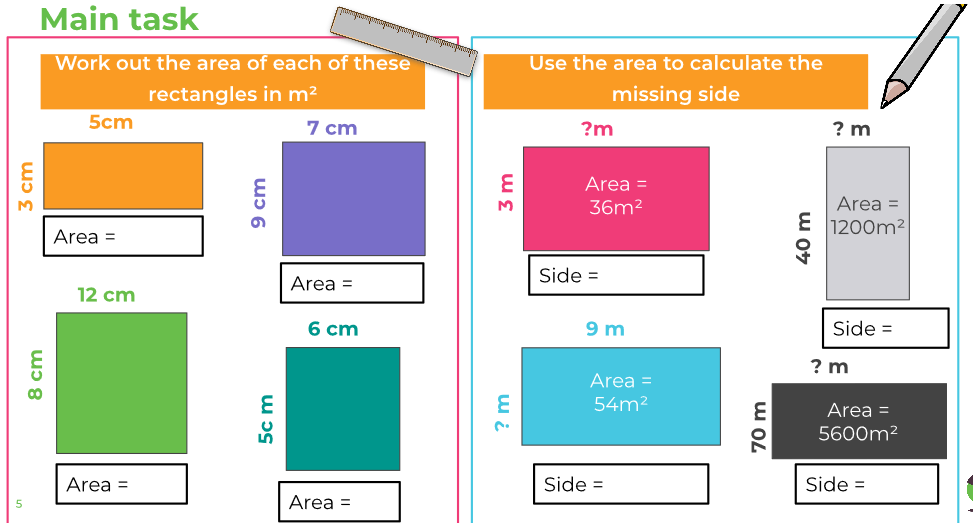 Main task
Work out the area of each of these
rectangles in m²
5cm
3 cm
Area =
7 cm
9 cm
Area =
12 cm
8 cm
Area =
6 cm
5c m
Area =
5
Use the area to calculate the
missing side
?m
3 m
Area =
36m²
Side =
? m
40 m
Area =
1200m²
Side =
9 m
? m
Area =
54m²
Side =
? m
70 m
Area =
5600m²
Side =